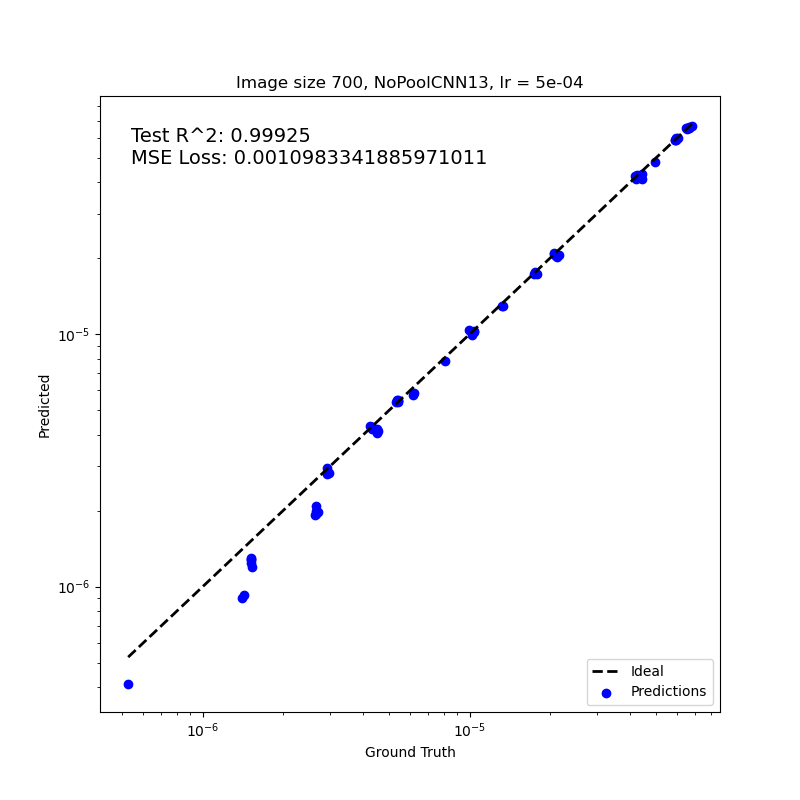 Image size 700, NoPoolCNN13, lr = 5e-04
Test R^2: 0.99925
MSE Loss: 0.0010983341885971011
Predicted
10⁻⁵
10⁻⁶
Ideal
Predictions
10⁻⁶
10⁻⁵
Ground Truth